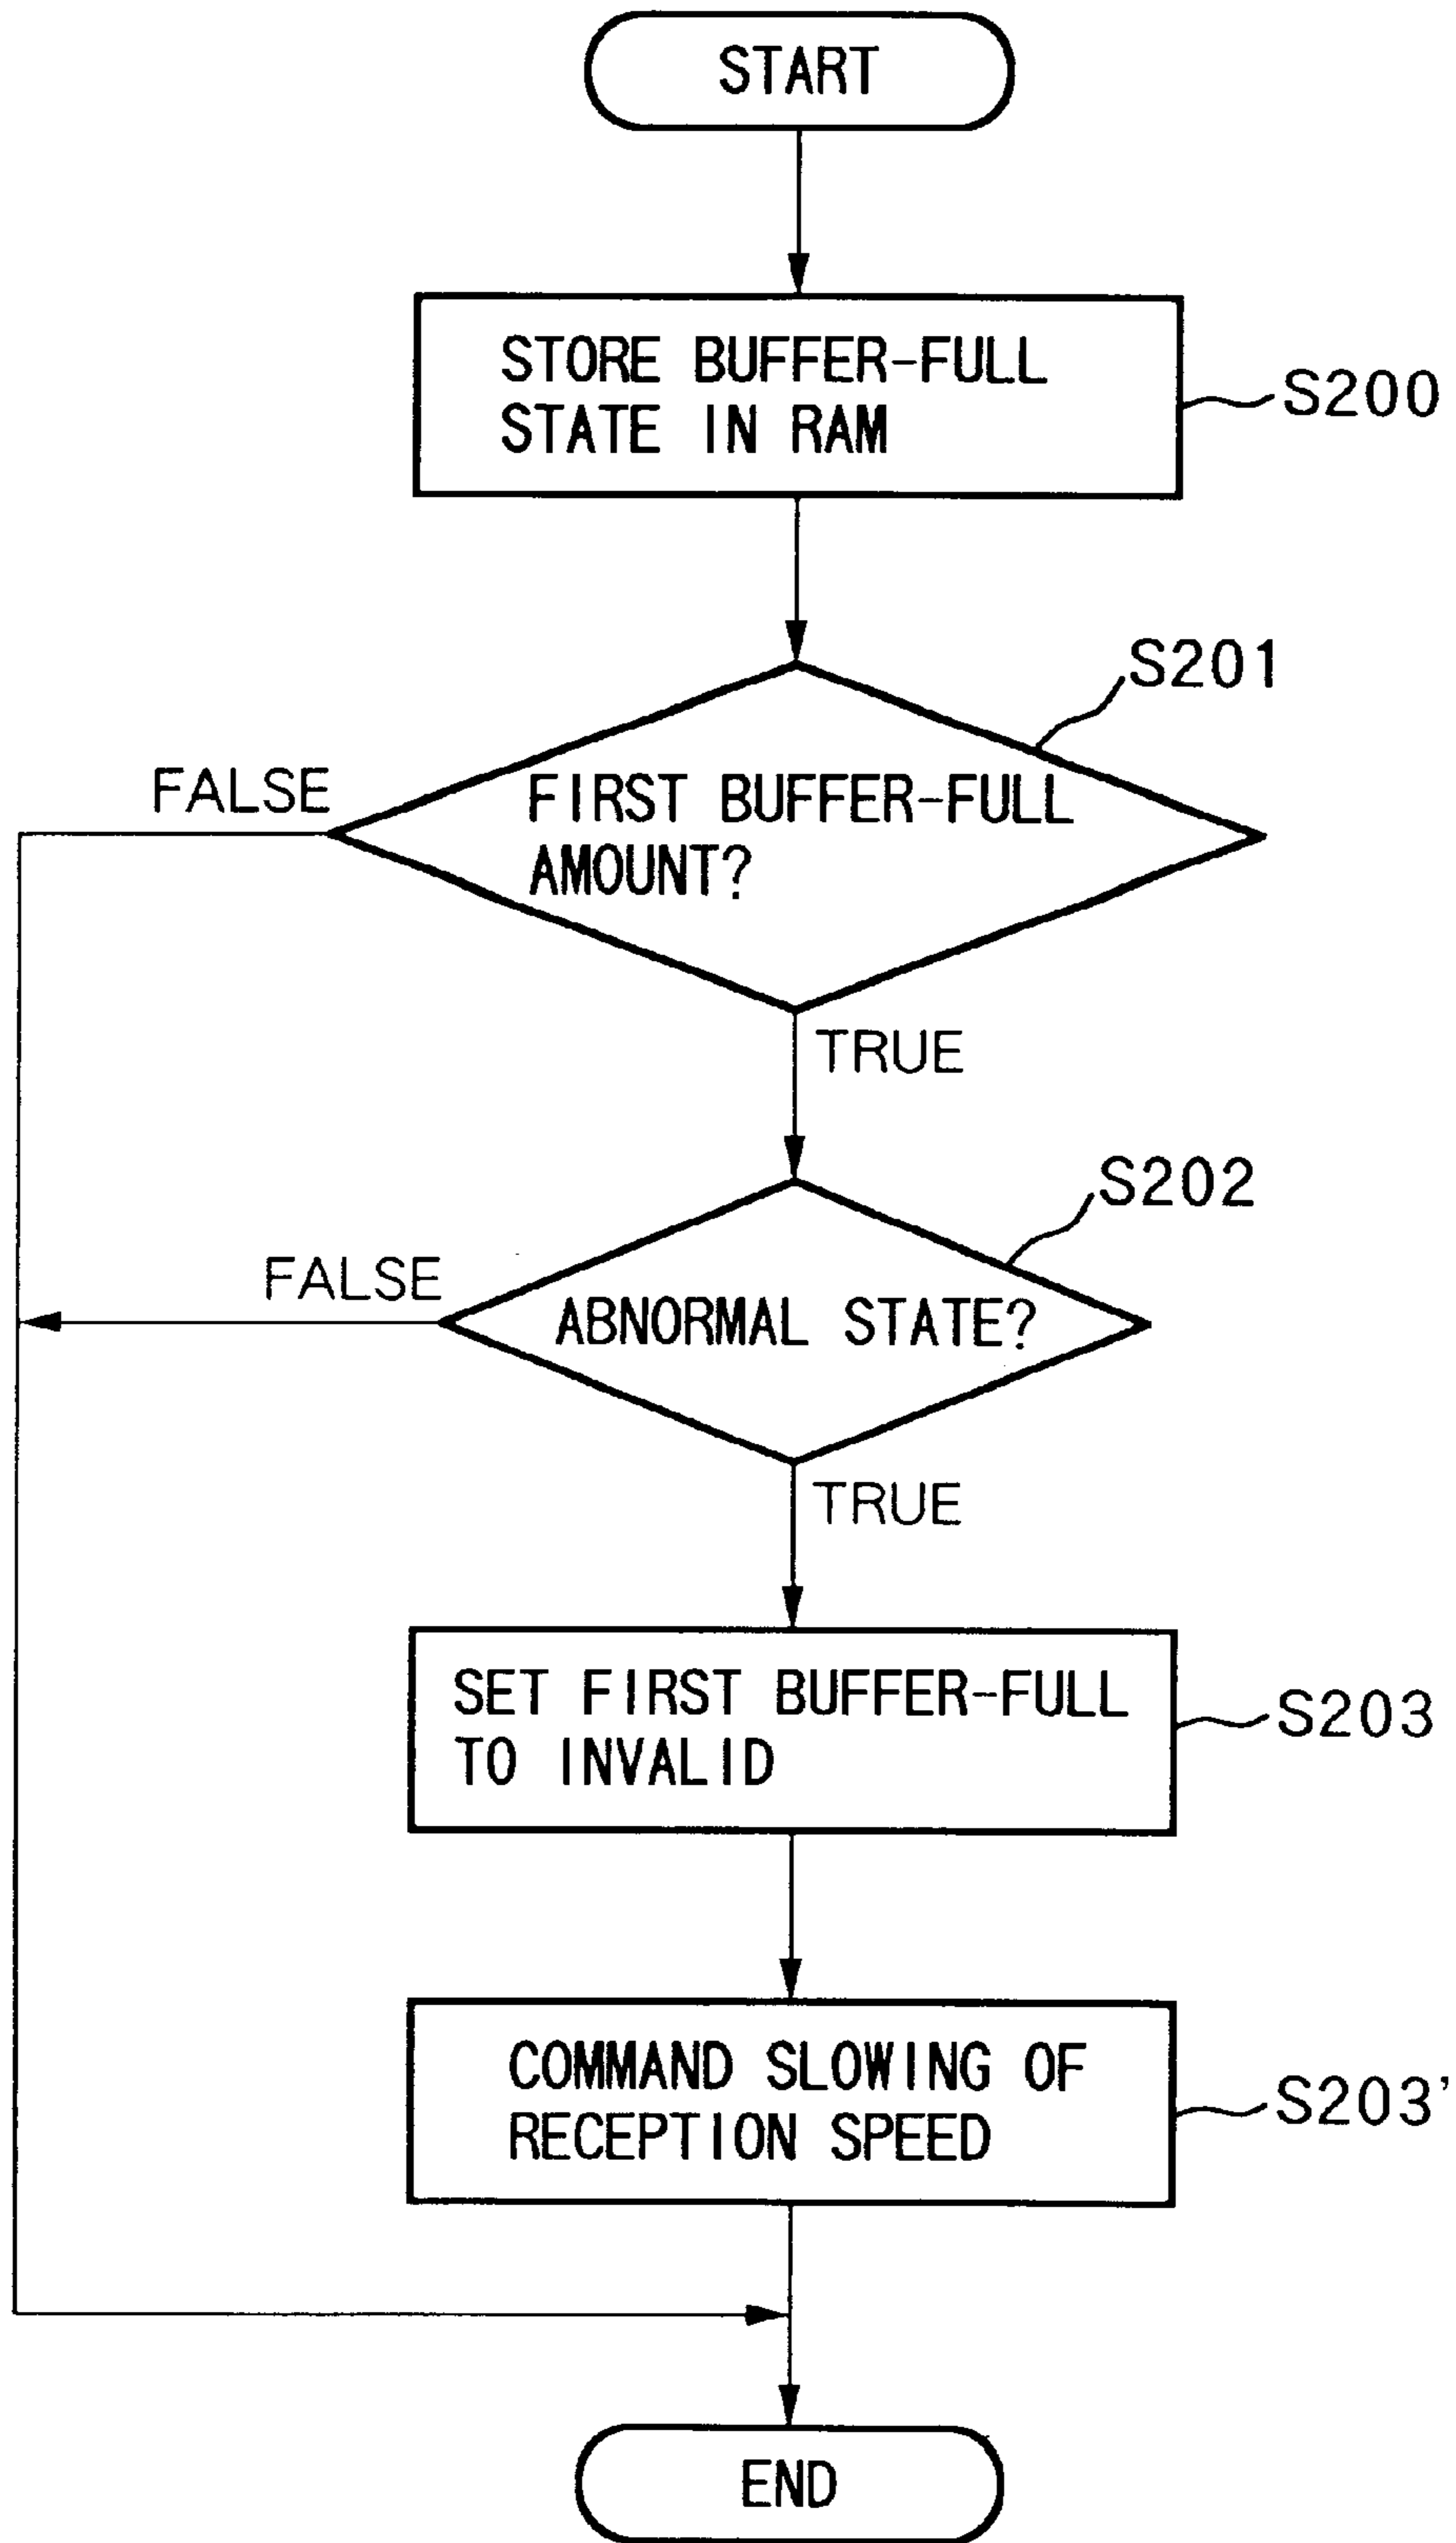 START
STORE BUFFER-FULL
STATE IN RAM
S200
S201
FALSE
FIRST BUFFER-FULL
AMOUNT?
TRUE
S202
FALSE
ABNORMAL STATE?
TRUE
SET FIRST BUFFER-FULL
TO INVALID
S203
COMMAND SLOWING OF
RECEPTION SPEED
S203'
END